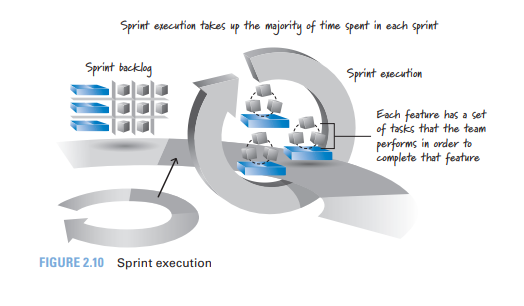 Sprint execution takes up the majority of time spent in each sprint
Sprint backlog
Sprint execution
Each feature has a set
of tasks that the team
performs in order to
complete that feature
FIGURE 2.10 Sprint execution